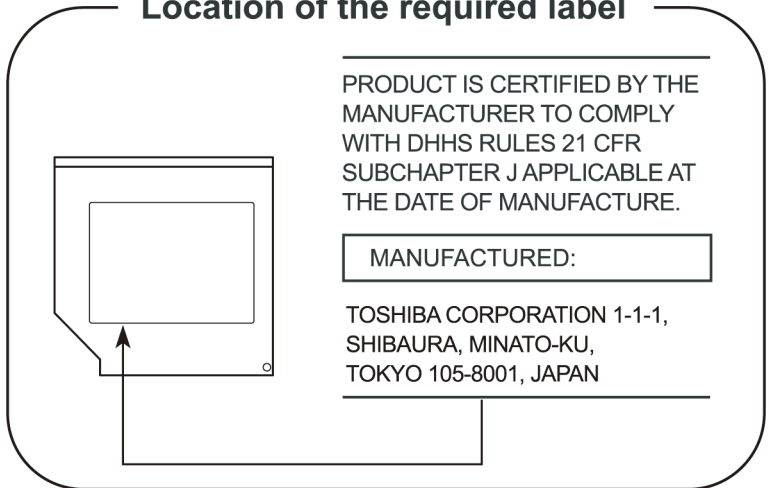 Location of the required label
PRODUCT IS CERTIFIED BY THE
MANUFACTURER TO COMPLY
WITH DHHS RULES 21 CFR
SUBCHAPTER J APPLICABLE AT
THE DATE OF MANUFACTURE.
MANUFACTURED:
TOSHIBA CORPORATION 1-1-1,
SHIBAURA, MINATO-KU,
TOKYO 105-8001, JAPAN